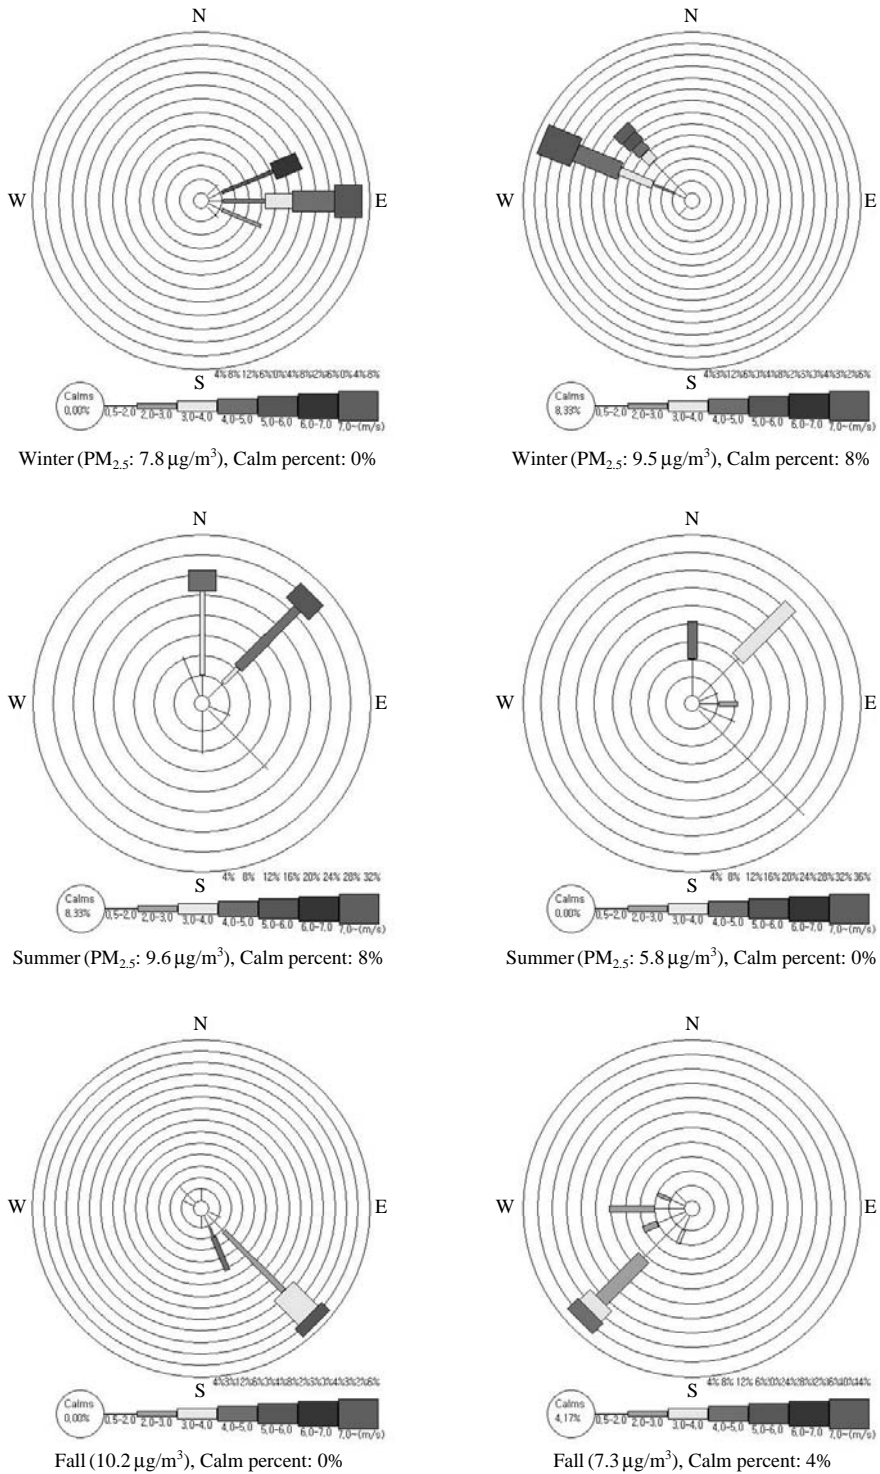 N
W
E
S
Calms
0,00%
0,5-2,0
2,0-3,0
3,0-4,0
4,0-5,0
5,0-6,0
6,0-7,0
7,0~(m/s)
Winter (PM2.5: 7.8 μg/m³), Calm percent: 0%
N
W
E
S
Calms
8,33%
0,5-2,0
2,0-3,0
3,0-4,0
4,0-5,0
5,0-6,0
6,0-7,0
7,0~(m/s)
Winter (PM2.5: 9.5 μg/m³), Calm percent: 8%
N
W
E
4% 8% 12% 16% 20% 24% 28% 32%
S
Calms
8,33%
0,5-2,0
2,0-3,0
3,0-4,0
4,0-5,0
5,0-6,0
6,0-7,0
7,0~(m/s)
Summer (PM2.5: 9.6 μg/m³), Calm percent: 8%
N
W
E
4% 8% 12% 16% 20% 24% 28% 32% 36%
S
Calms
0,00%
0,5-2,0
2,0-3,0
3,0-4,0
4,0-5,0
5,0-6,0
6,0-7,0
7,0~(m/s)
Summer (PM2.5: 5.8 μg/m³), Calm percent: 0%
N
W
E
S
Calms
0,00%
0,5-2,0
2,0-3,0
3,0-4,0
4,0-5,0
5,0-6,0
6,0-7,0
7,0~(m/s)
Fall (10.2 μg/m³), Calm percent: 0%
N
W
E
S
Calms
4,17%
0,5-2,0
2,0-3,0
3,0-4,0
4,0-5,0
5,0-6,0
6,0-7,0
7,0~(m/s)
Fall (7.3 μg/m³), Calm percent: 4%